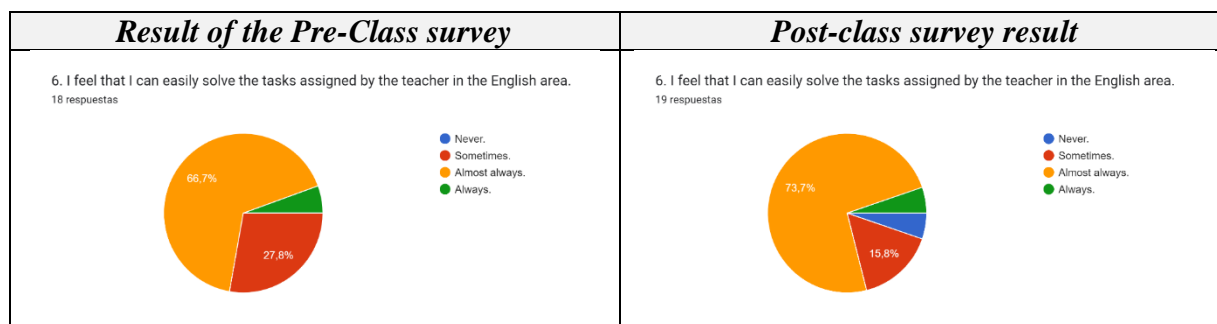 Result of the Pre-Class survey
Post-class survey result
6. I feel that I can easily solve the tasks assigned by the teacher in the English area.
18 respuestas
66,7%
27,8%
Never.
Sometimes.
Almost always.
Always.
6. I feel that I can easily solve the tasks assigned by the teacher in the English area.
19 respuestas
73,7%
15,8%
Never.
Sometimes.
Almost always.
Always.